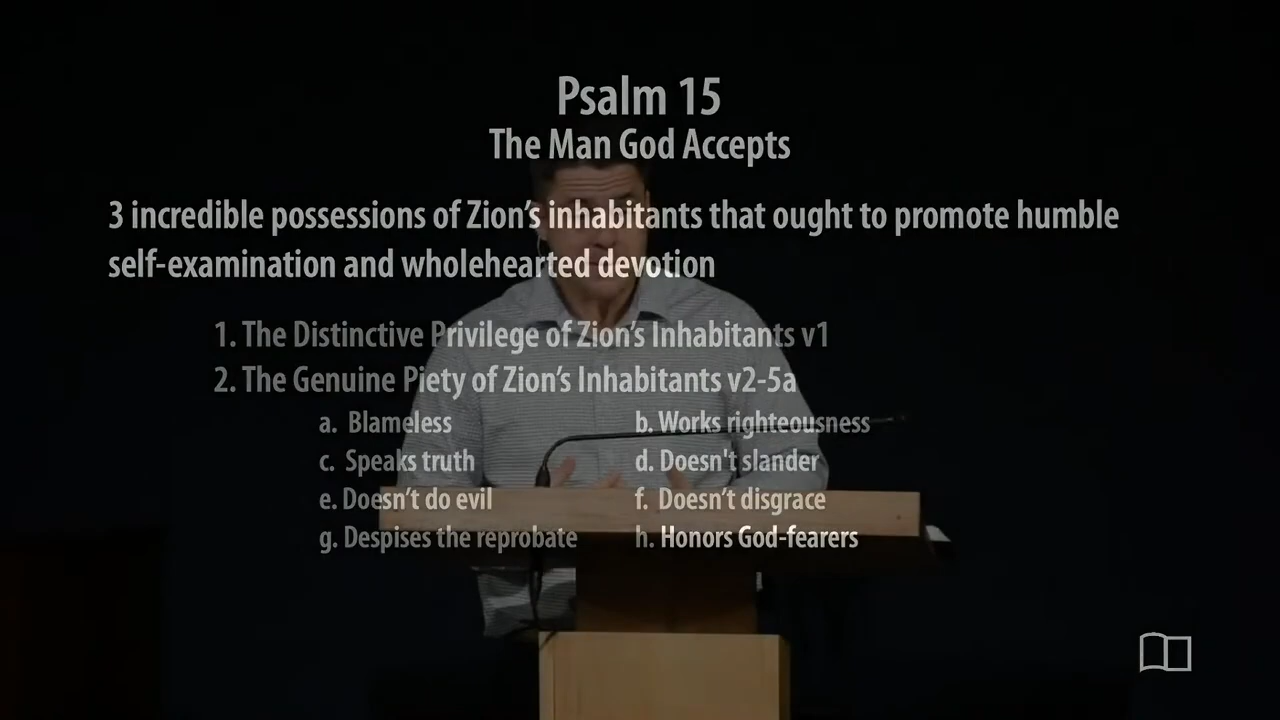 Psalm 15
The Man God Accepts
3 incredible possessions of Zion’s inhabitants that ought to promote humble
self-examination and wholehearted devotion
1. The Distinctive Privilege of Zion’s Inhabitants v1
2. The Genuine Piety of Zion’s Inhabitants v2-5a
a. Blameless b. Works righteousness
c. Speaks truth d. Doesn't slander
e. Doesn’t do evil f. Doesn’t disgrace
g. Despises the reprobate h. Honors God-fearers